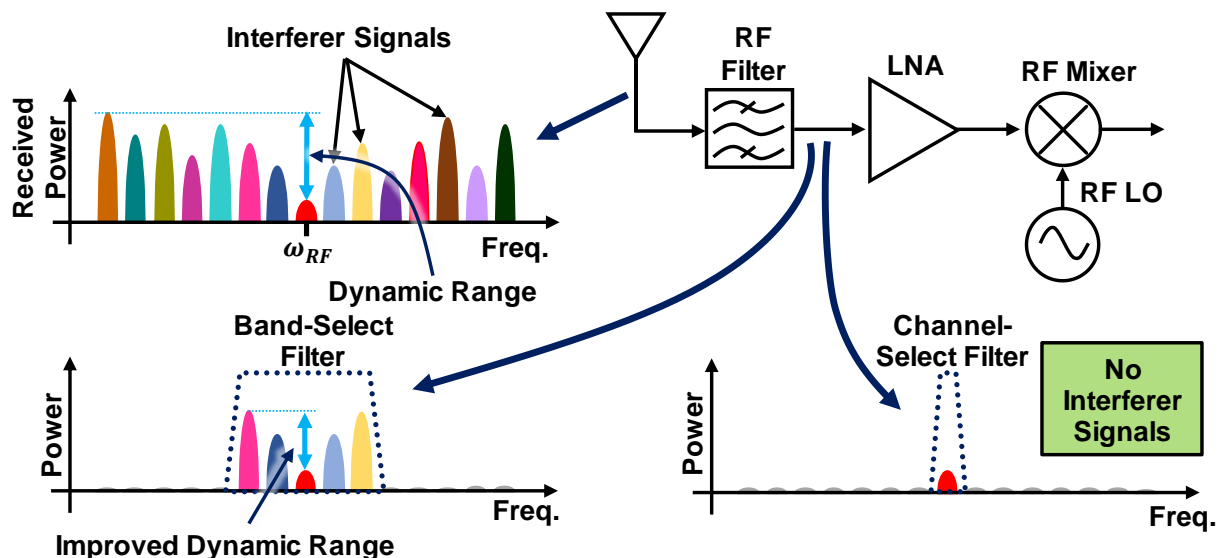 Interferer Signals
RF
Filter
LNA
RF Mixer
Received
Power
RF LO
ω_RF
Freq.
Dynamic Range
Band-Select
Filter
Power
Freq.
Improved Dynamic Range
Channel-
Select Filter
No
Interferer
Signals
Power
Freq.